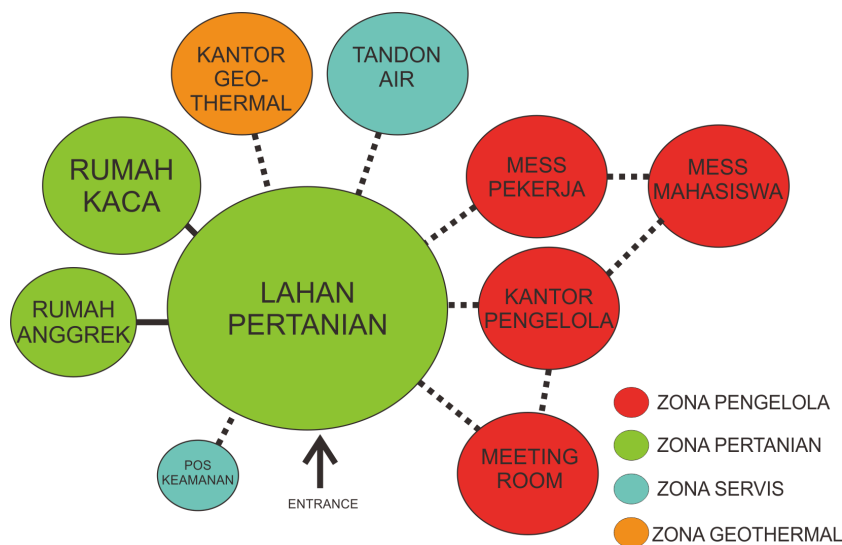 KANTOR
GEO-
THERMAL
TANDON
AIR
RUMAH
KACA
MESS
PEKERJA
MESS
MAHASISWA
LAHAN
PERTANIAN
RUMAH
ANGGREK
KANTOR
PENGELOLA
POS
KEAMANAN
ENTRANCE
MEETING
ROOM
ZONA PENGELOLA
ZONA PERTANIAN
ZONA SERVIS
ZONA GEOTHERMAL